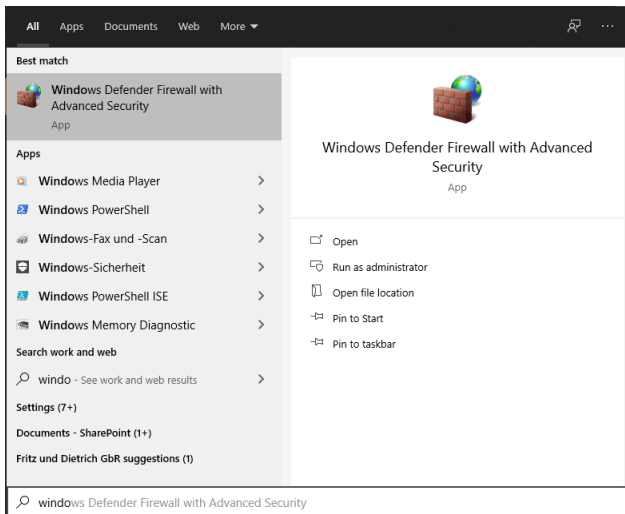 All Apps Documents Web More
Best match
Windows Defender Firewall with
Advanced Security
App
Apps
Windows Media Player
Windows PowerShell
Windows-Fax und -Scan
Windows-Sicherheit
Windows PowerShell ISE
Windows Memory Diagnostic
Search work and web
windo - See work and web results
Settings (7+)
Documents - SharePoint (1+)
Fritz und Dietrich GbR suggestions (1)
Windows Defender Firewall with Advanced
Security
App
Open
Run as administrator
Open file location
Pin to Start
Pin to taskbar
windows Defender Firewall with Advanced Security